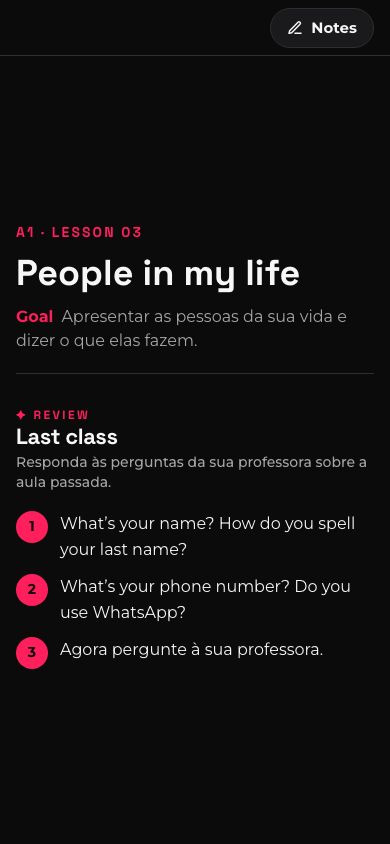 Notes
A1 · LESSON 03
People in my life
Goal Apresentar as pessoas da sua vida e
dizer o que elas fazem.
REVIEW
Last class
Responda às perguntas da sua professora sobre a
aula passada.
1 What’s your name? How do you spell
your last name?
2 What’s your phone number? Do you
use WhatsApp?
3 Agora pergunte à sua professora.